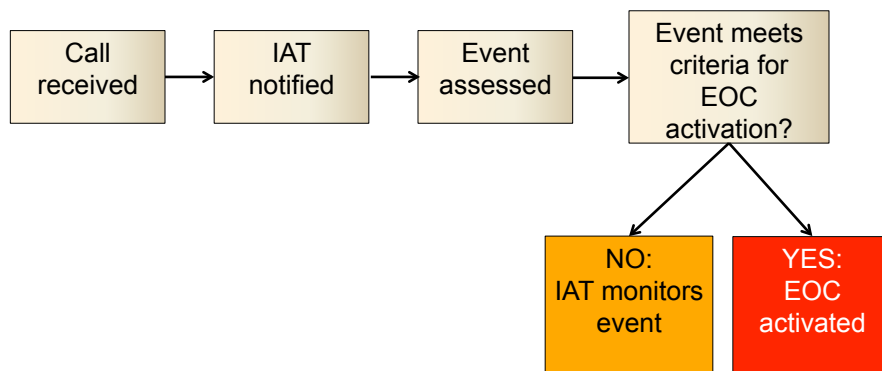 Call
received
IAT
notified
Event
assessed
Event meets
criteria for
EOC
activation?
NO:
IAT monitors
event
YES:
EOC
activated